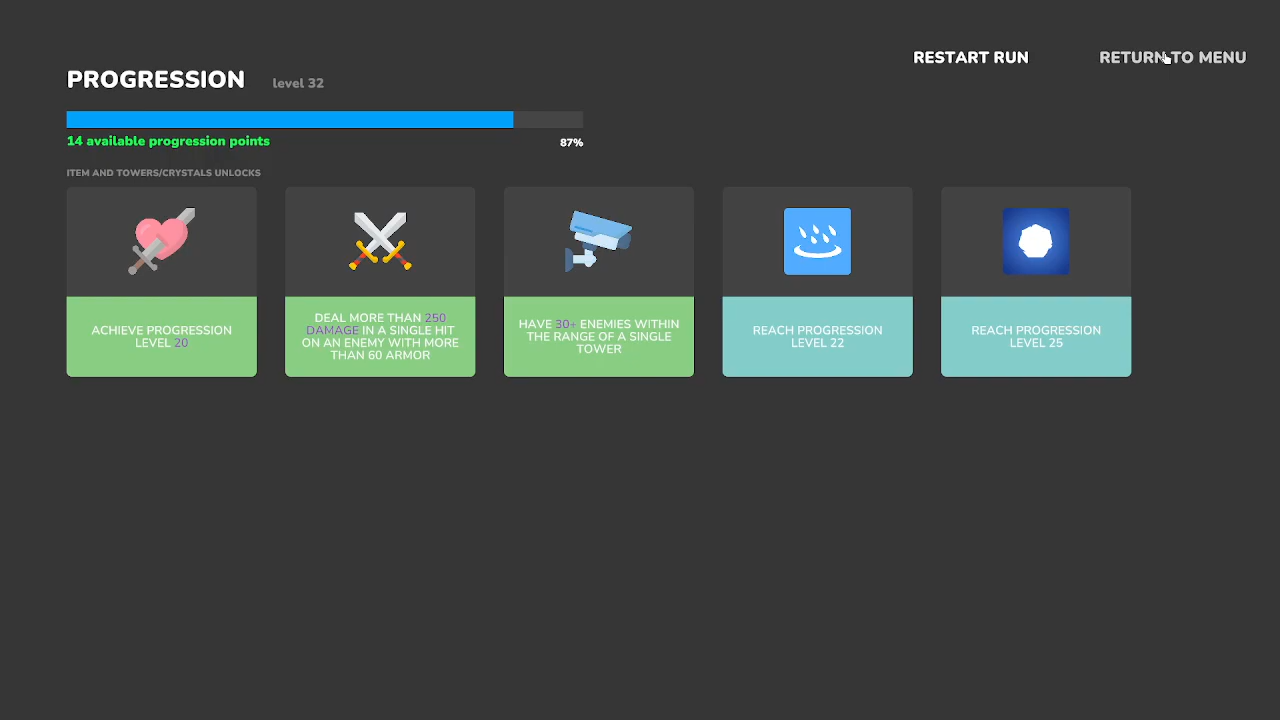 RESTART RUN
RETURN TO MENU
PROGRESSION
level 32
14 available progression points
87%
ITEM AND TOWERS/CRYSTALS UNLOCKS
ACHIEVE PROGRESSION
LEVEL 20
DEAL MORE THAN 250
DAMAGE IN A SINGLE HIT
ON AN ENEMY WITH MORE
THAN 60 ARMOR
HAVE 30+ ENEMIES WITHIN
THE RANGE OF A SINGLE
TOWER
REACH PROGRESSION
LEVEL 22
REACH PROGRESSION
LEVEL 25